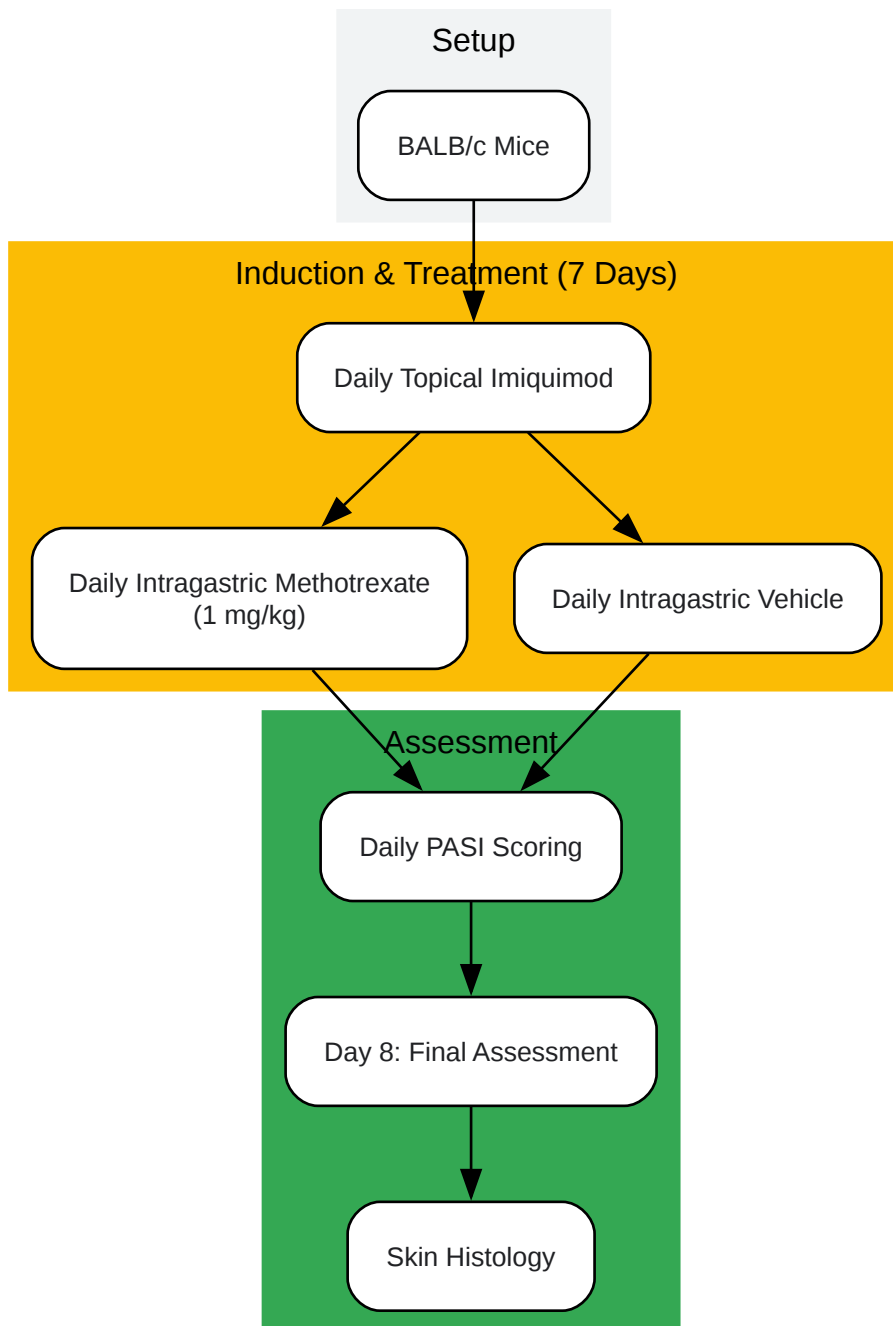 Setup
BALB/c Mice
Induction & Treatment (7 Days)
Daily Topical Imiquimod
Daily Intragastric Methotrexate
(1 mg/kg)
Daily Intragastric Vehicle
Assessment
Daily PASI Scoring
Day 8: Final Assessment
Skin Histology